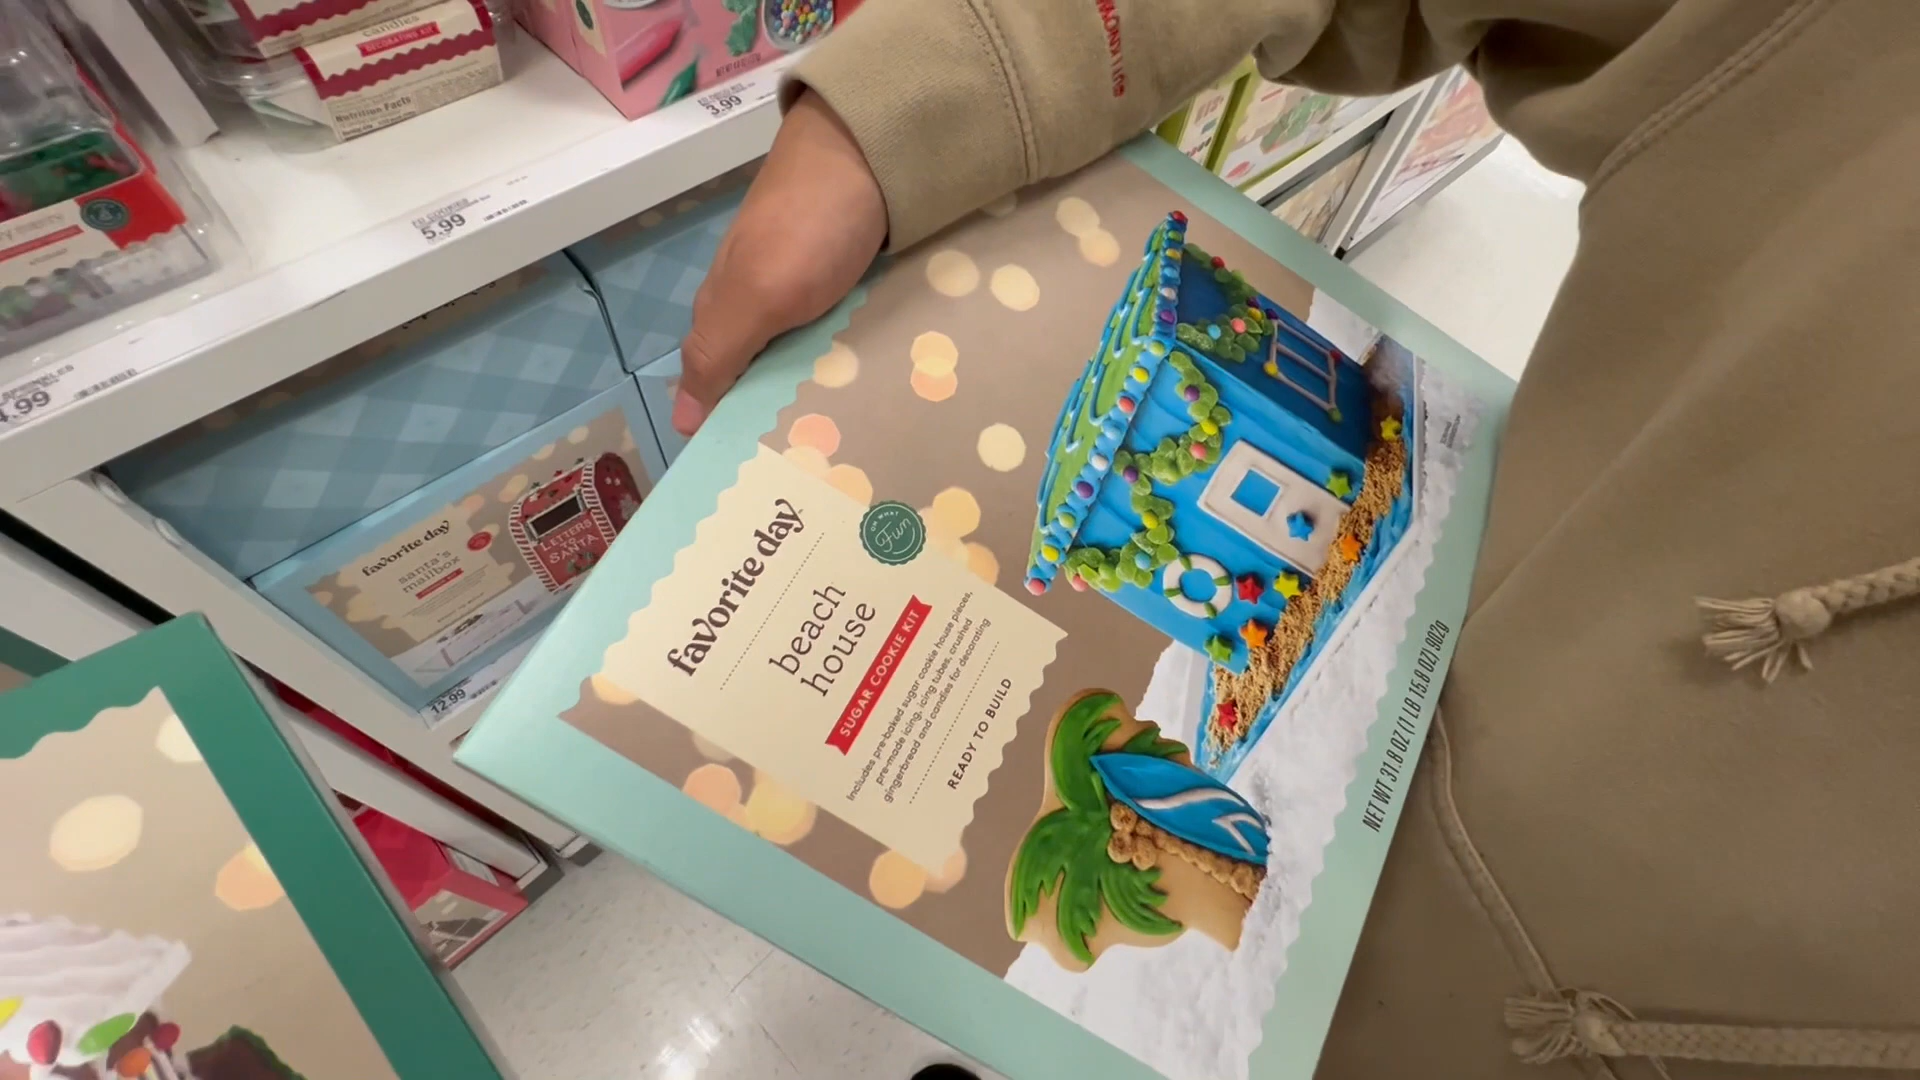 candies
DECORATING KIT
Nutrition Facts
3.99
5.99
4.99
favorite day
santa's
mailbox
LETTERS
to
SANTA
12.99
favorite day
OH WHAT
Fun
beach
house
SUGAR COOKIE KIT
Includes pre-baked sugar cookie house pieces,
pre-made icing, icing tubes, crushed
gingerbread and candies for decorating
READY TO BUILD
NET WT 31.8 OZ (1 LB 15.8 OZ) 902g